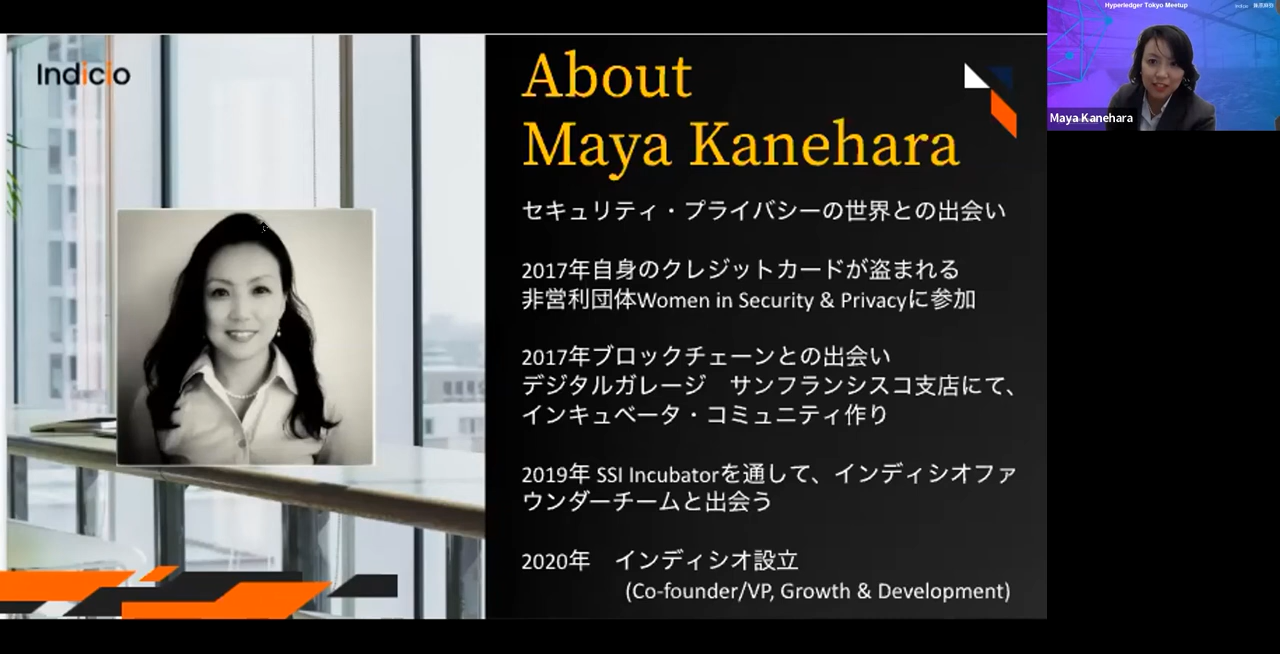 Indicio
About
Maya Kanehara
セキュリティ・プライバシーの世界との出会い
2017年自身のクレジットカードが盗まれる
非営利団体Women in Security & Privacyに参加
2017年ブロックチェーンとの出会い
デジタルガレージ　サンフランシスコ支店にて、
インキュベータ・コミュニティ作り
2019年 SSI Incubatorを通して、インディシオファ
ウンダーチームと出会う
2020年　インディシオ設立
(Co-founder/VP, Growth & Development)
Hyperledger Tokyo Meetup
Maya Kanehara